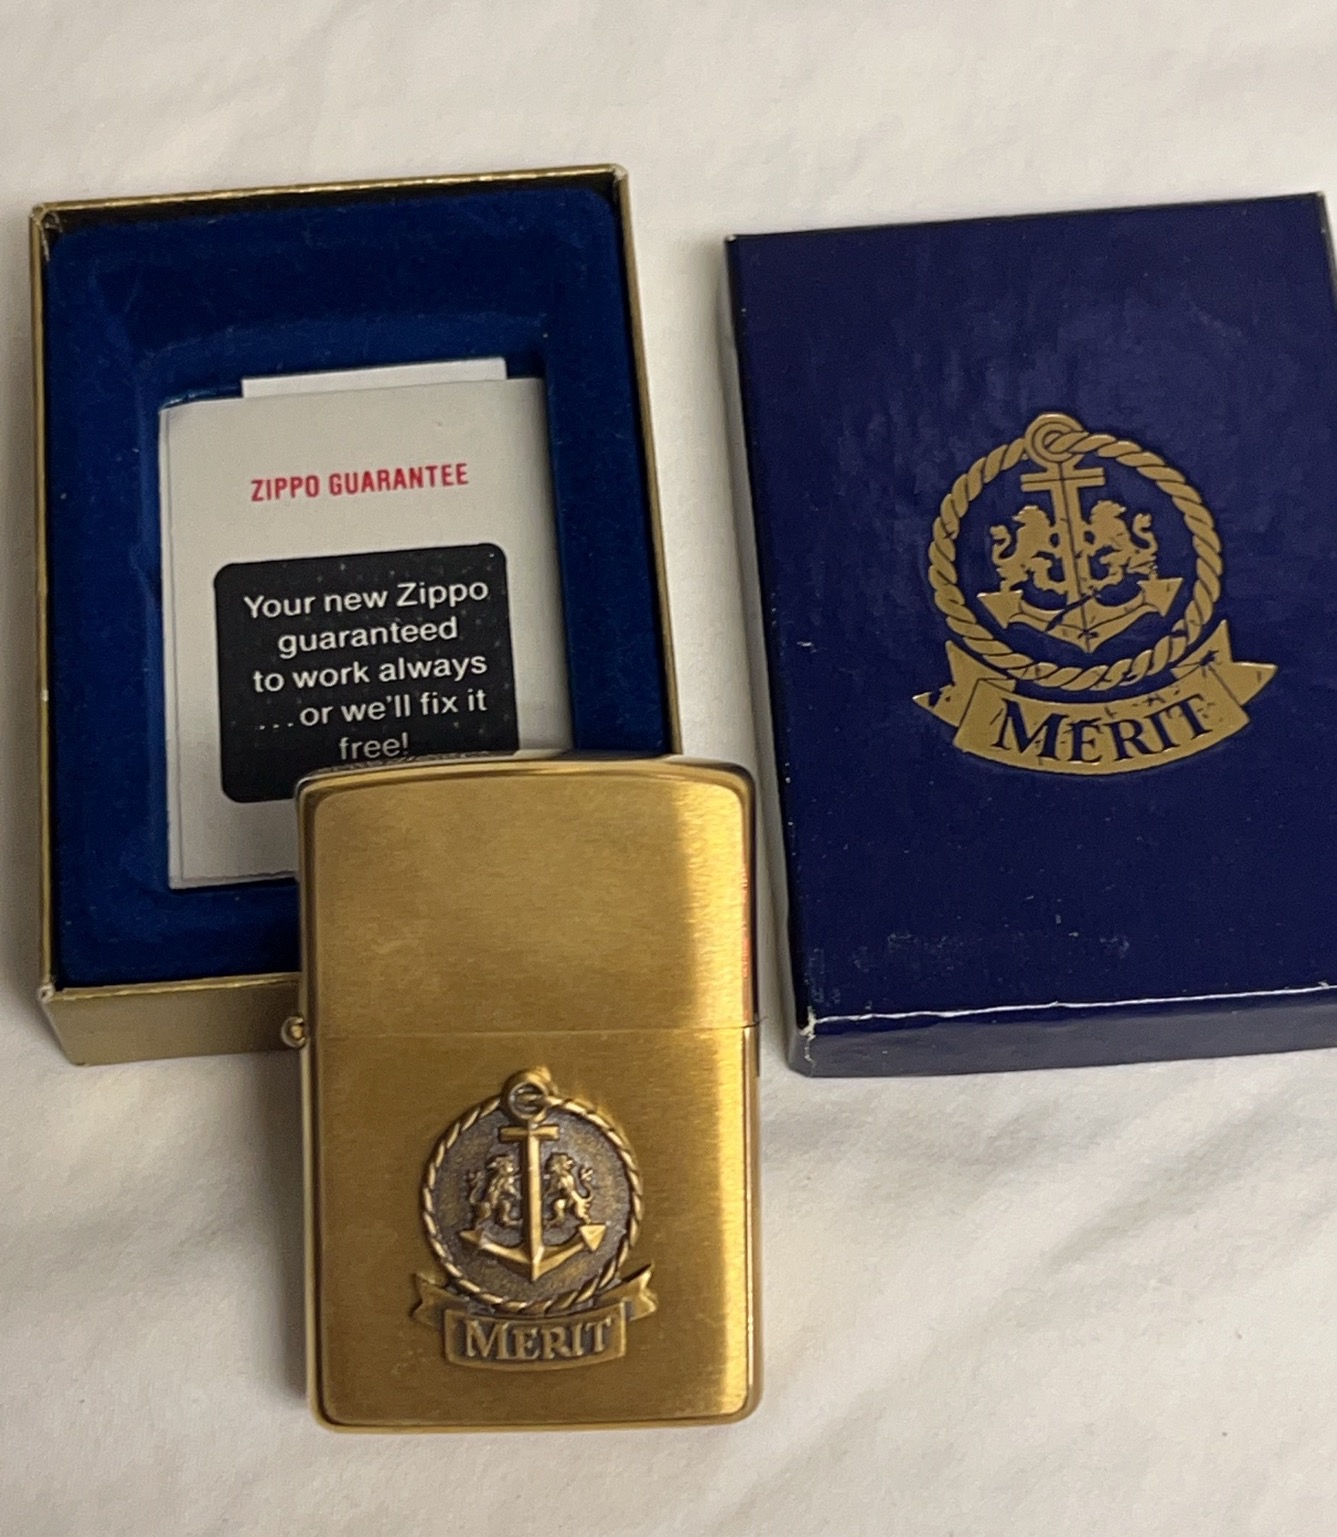 ZIPPO GUARANTEE
Your new Zippo
guaranteed
to work always
...or we'll fix it
free!
MERIT
MERIT